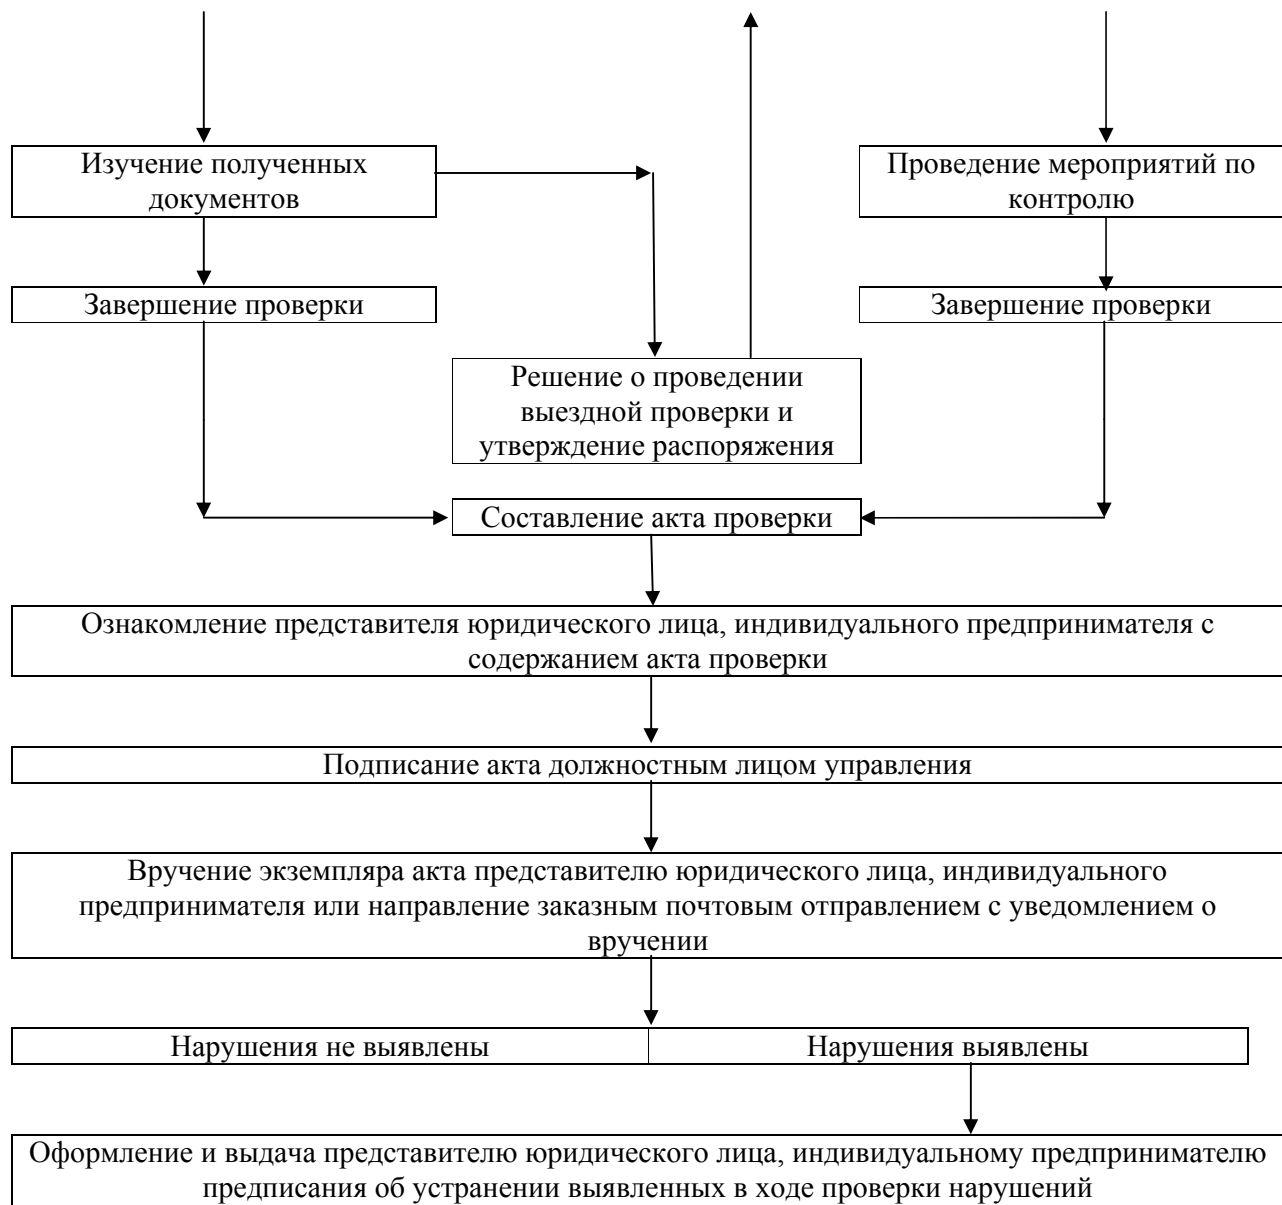 Изучение полученных
документов
Проведение мероприятий по
контролю
Завершение проверки
Завершение проверки
Решение о проведении
выездной проверки и
утверждение распоряжения
Составление акта проверки
Ознакомление представителя юридического лица, индивидуального предпринимателя с
содержанием акта проверки
Подписание акта должностным лицом управления
Вручение экземпляра акта представителю юридического лица, индивидуального
предпринимателя или направление заказным почтовым отправлением с уведомлением о
вручении
Нарушения не выявлены
Нарушения выявлены
Оформление и выдача представителю юридического лица, индивидуальному предпринимателю
предписания об устранении выявленных в ходе проверки нарушений